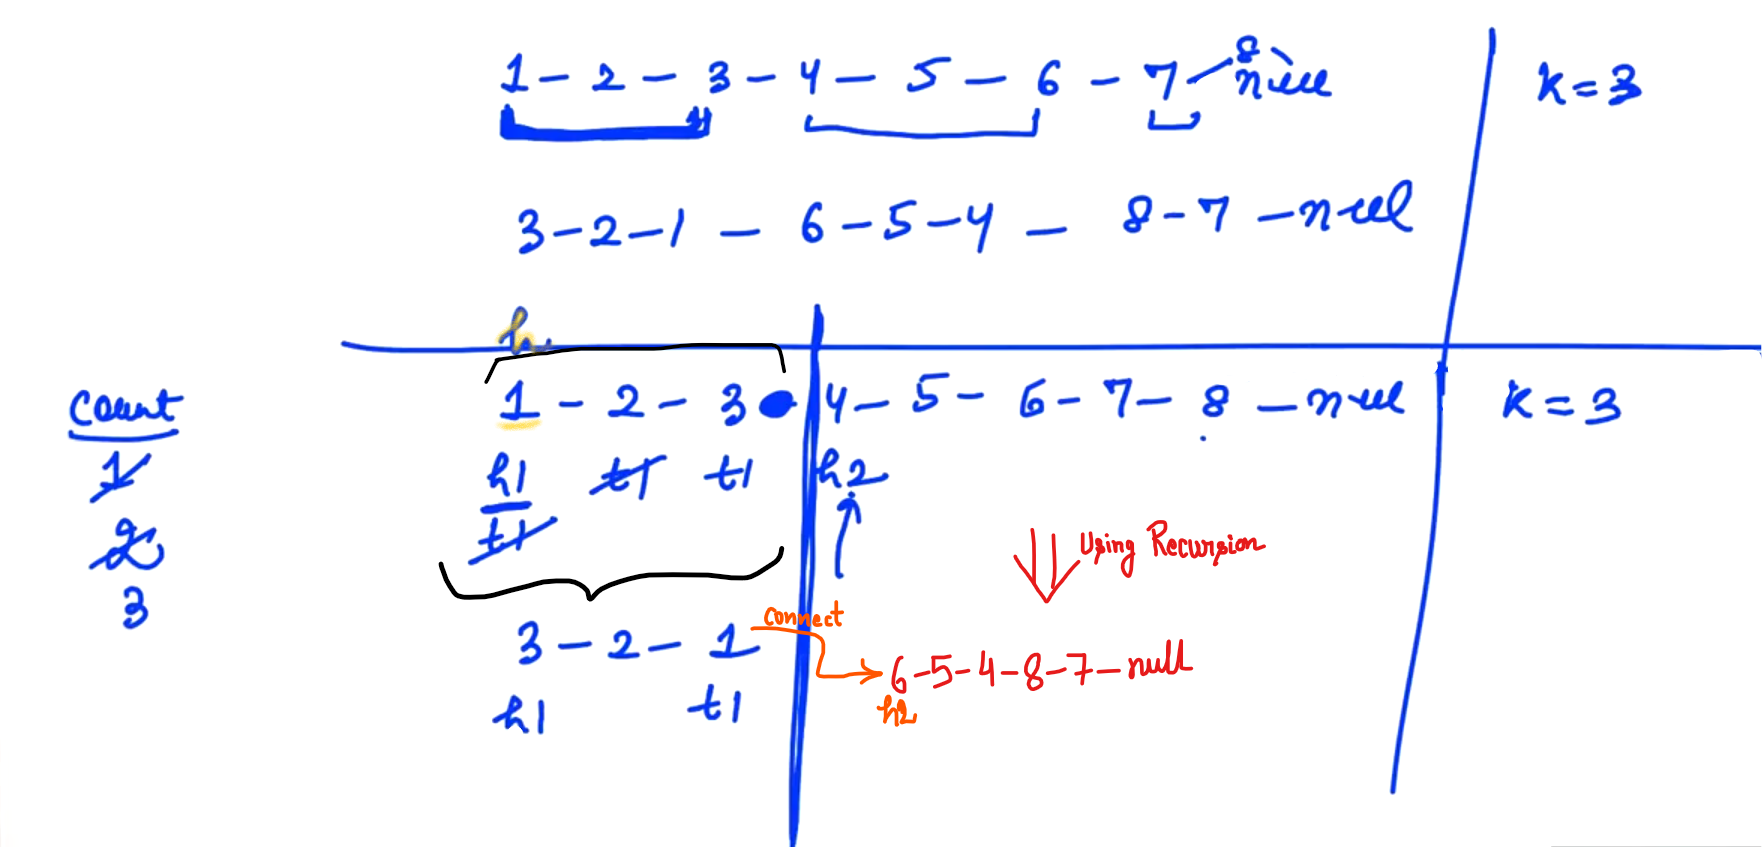 1 - 2 - 3 - 4 - 5 - 6 - 7 - 8 - null
k = 3
3 - 2 - 1 - 6 - 5 - 4 - 8 - 7 - null
h
count
1 - 2 - 3 4 - 5 - 6 - 7 - 8 - null
k = 3
1
h1 t1 t1 h2
t1
2
Using Recursion
3
connect
3 - 2 - 1
6-5-4-8-7-null
h1 t1
h2